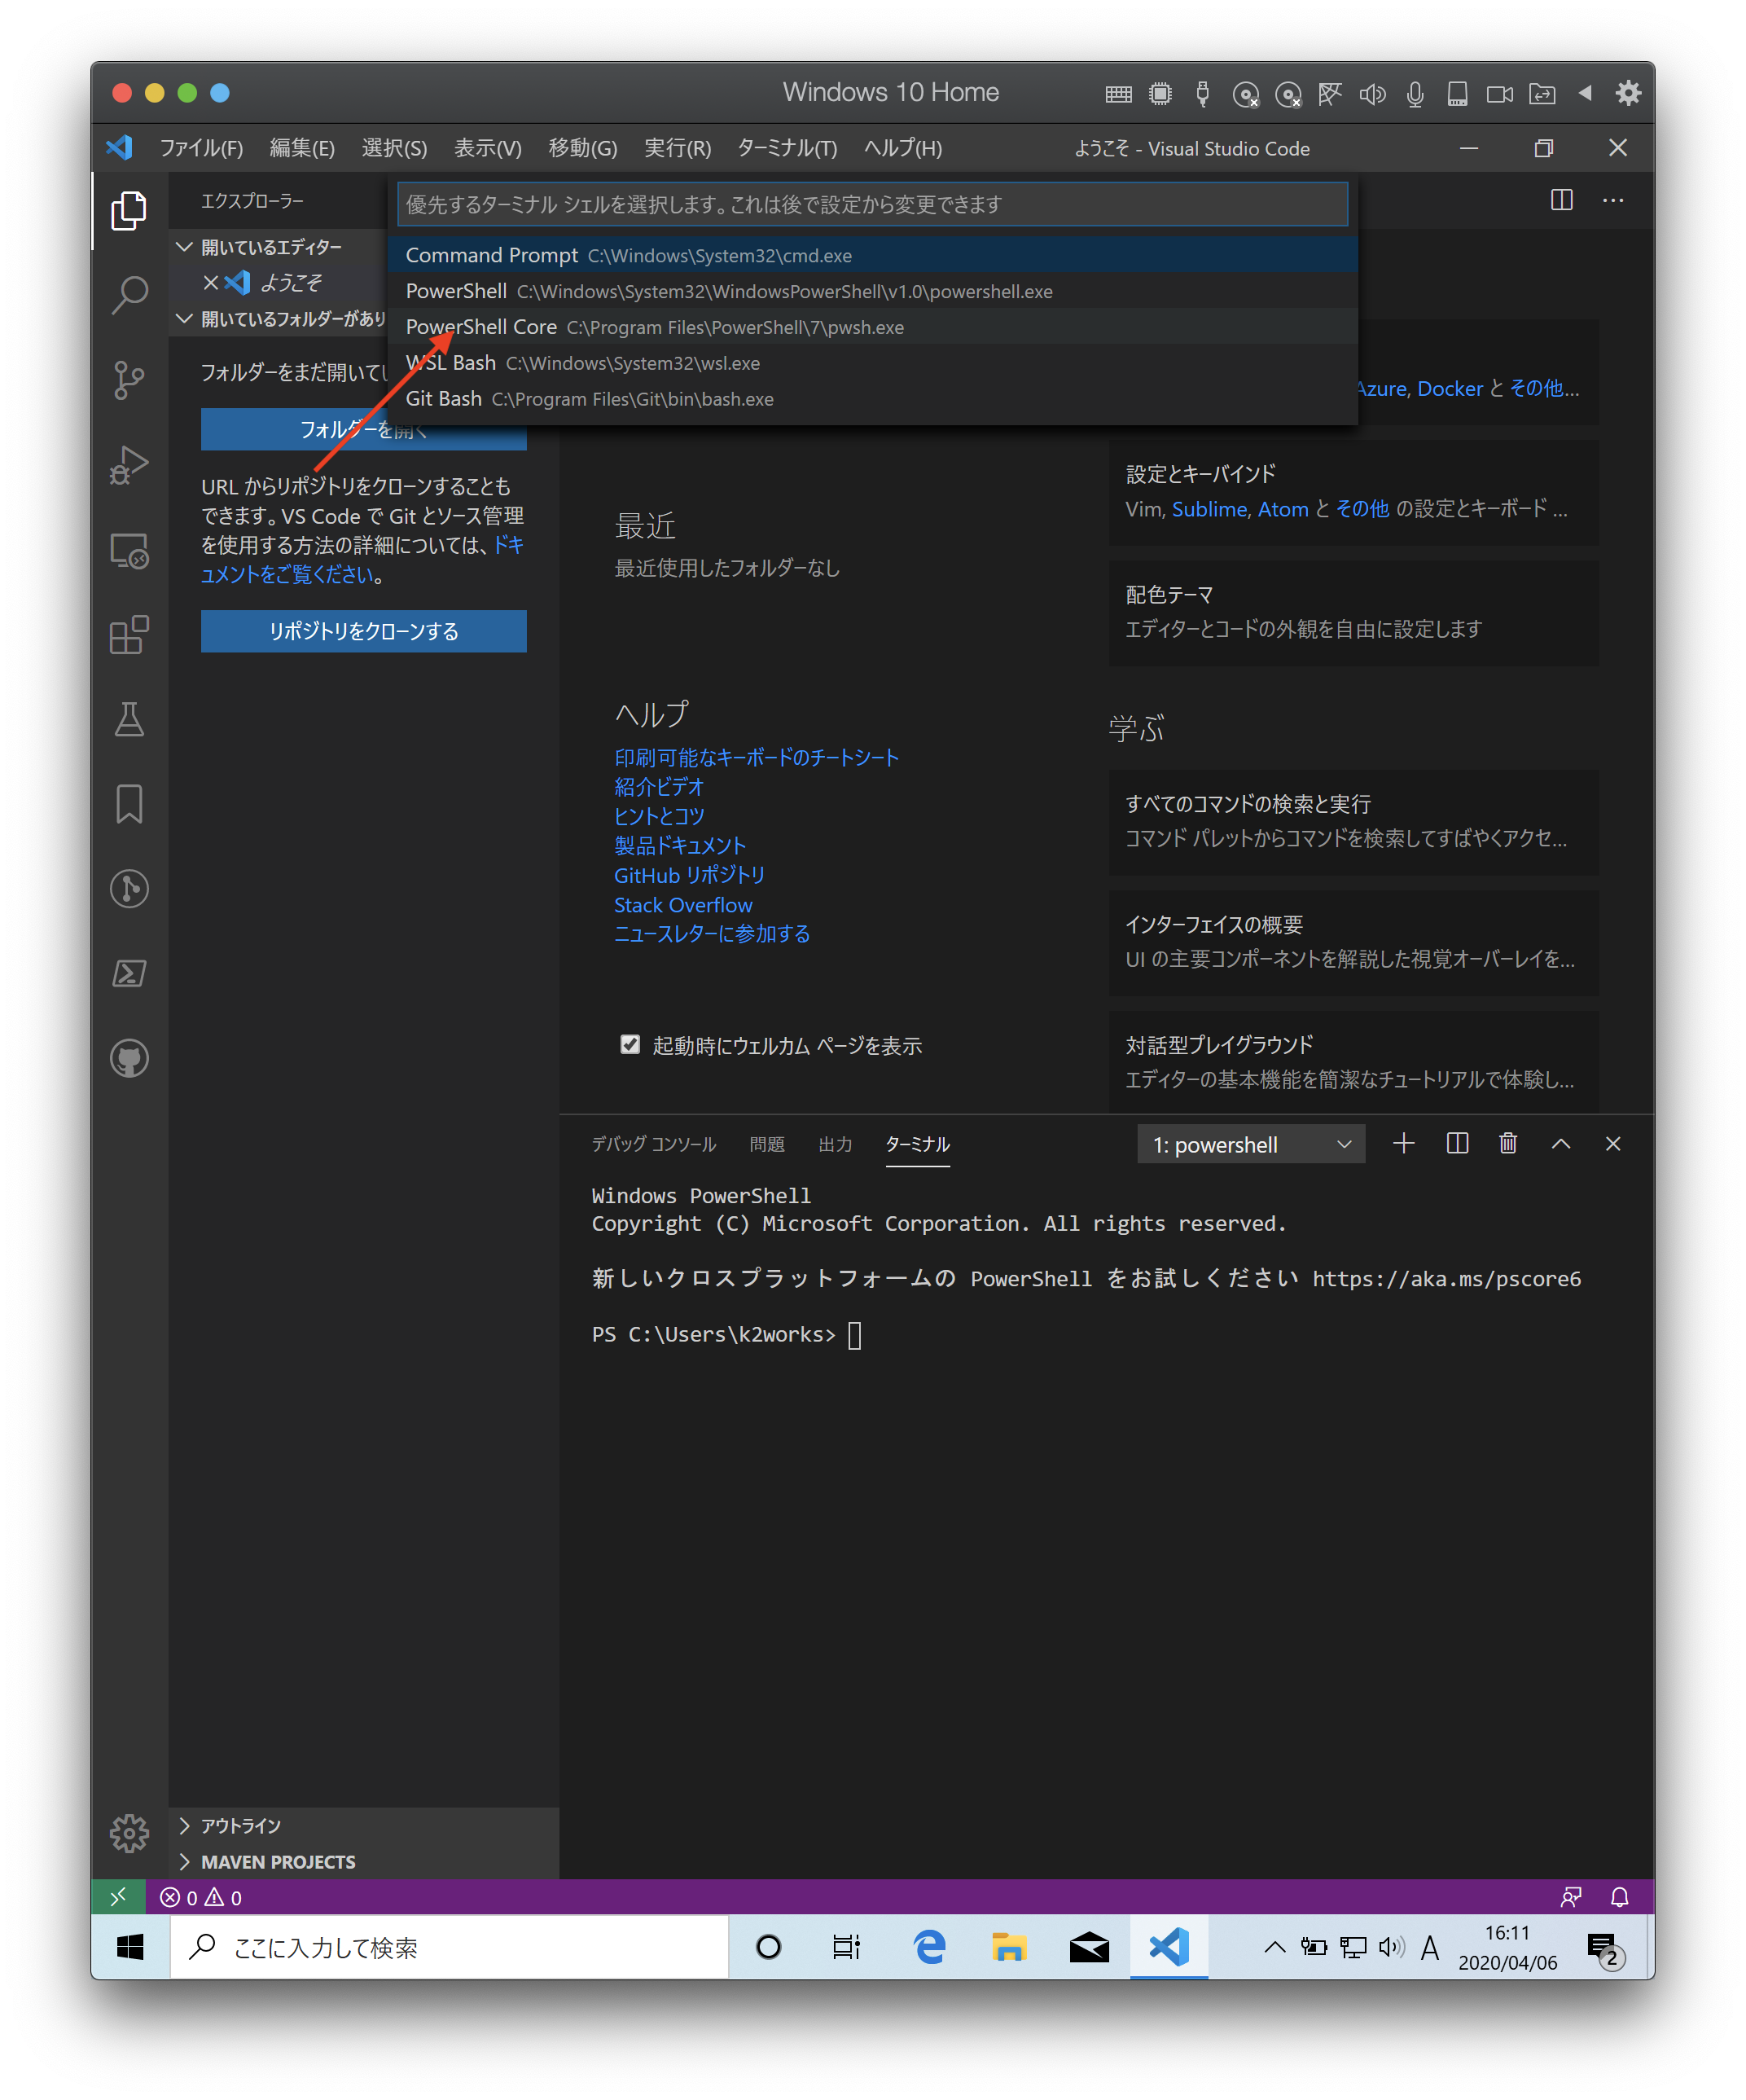 Windows 10 Home
ファイル(F) 編集(E) 選択(S) 表示(V) 移動(G) 実行(R) ターミナル(T) ヘルプ(H) ようこそ - Visual Studio Code
エクスプローラー
優先するターミナル シェルを選択します。これは後で設定から変更できます
Command Prompt C:\Windows\System32\cmd.exe
PowerShell C:\Windows\System32\WindowsPowerShell\v1.0\powershell.exe
PowerShell Core C:\Program Files\PowerShell\7\pwsh.exe
WSL Bash C:\Windows\System32\wsl.exe
Git Bash C:\Program Files\Git\bin\bash.exe
開いているエディター
ようこそ
開いているフォルダーがあり
フォルダーをまだ開いてい
フォルダーを開く
URL からリポジトリをクローンすることも
できます。VS Code で Git とソース管理
を使用する方法の詳細については、ドキ
ュメントをご覧ください。
リポジトリをクローンする
最近
最近使用したフォルダーなし
ヘルプ
印刷可能なキーボードのチートシート
紹介ビデオ
ヒントとコツ
製品ドキュメント
GitHub リポジトリ
Stack Overflow
ニュースレターに参加する
起動時にウェルカム ページを表示
Azure, Docker と その他...
設定とキーバインド
Vim, Sublime, Atom と その他 の設定とキーボード ...
配色テーマ
エディターとコードの外観を自由に設定します
学ぶ
すべてのコマンドの検索と実行
コマンド パレットからコマンドを検索してすばやくアクセ...
インターフェイスの概要
UI の主要コンポーネントを解説した視覚オーバーレイを...
対話型プレイグラウンド
エディターの基本機能を簡潔なチュートリアルで体験し...
デバッグ コンソール 問題 出力 ターミナル 1: powershell
Windows PowerShell
Copyright (C) Microsoft Corporation. All rights reserved.
新しいクロスプラットフォームの PowerShell をお試しください https://aka.ms/pscore6
PS C:\Users\k2works>
アウトライン
MAVEN PROJECTS
0 0
ここに入力して検索
A
16:11
2020/04/06
2